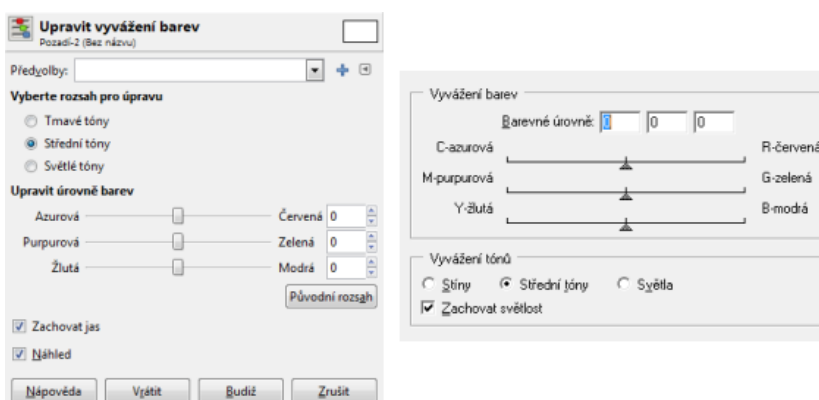 Upravit vyvážení barev
Pozadí-2 (Bez názvu)
Předvolby:
Vyberte rozsah pro úpravu
Tmavé tóny
Střední tóny
Světlé tóny
Upravit úrovně barev
Azurová Červená 0
Purpurová Zelená 0
Žlutá Modrá 0
Původní rozsah
Zachovat jas
Náhled
Nápověda Vrátit Budiž Zrušit
Vyvážení barev
Barevné úrovně: 0 0 0
C-azurová R-červená
M-purpurová G-zelená
Y-žlutá B-modrá
Vyvážení tónů
Stíny Střední tóny Světla
Zachovat světlost